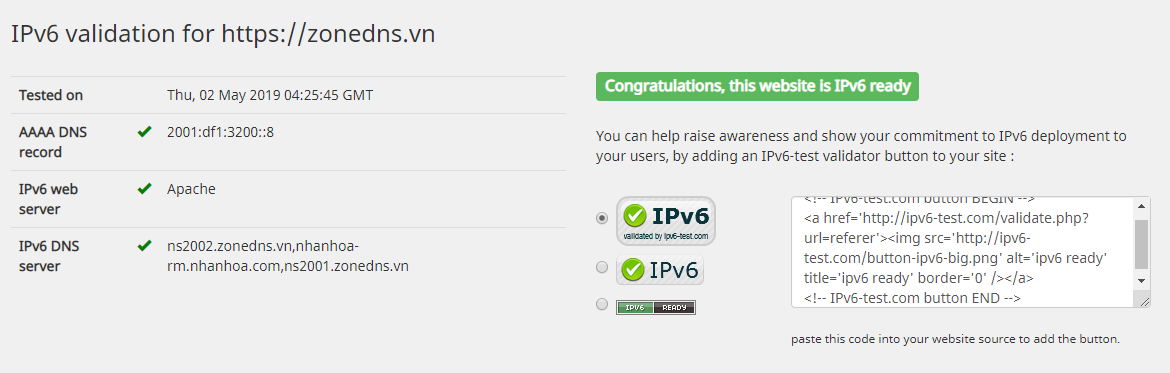 IPv6 validation for https://zonedns.vn
Tested on Thu, 02 May 2019 04:25:45 GMT
AAAA DNS record 2001:df1:3200::8
IPv6 web server Apache
IPv6 DNS server ns2002.zonedns.vn,nhanhoa-
rm.nhanhoa.com,ns2001.zonedns.vn
Congratulations, this website is IPv6 ready
You can help raise awareness and show your commitment to IPv6 deployment to
your users, by adding an IPv6-test validator button to your site :
IPv6
validated by ipv6-test.com
IPv6
IPV6 READY
<!-- IPv6-test.com button BEGIN -->
<a href='http://ipv6-test.com/validate.php?
url=referer'><img src='http://ipv6-
test.com/button-ipv6-big.png' alt='ipv6 ready'
title='ipv6 ready' border='0' /></a>
<!-- IPv6-test.com button END -->
paste this code into your website source to add the button.